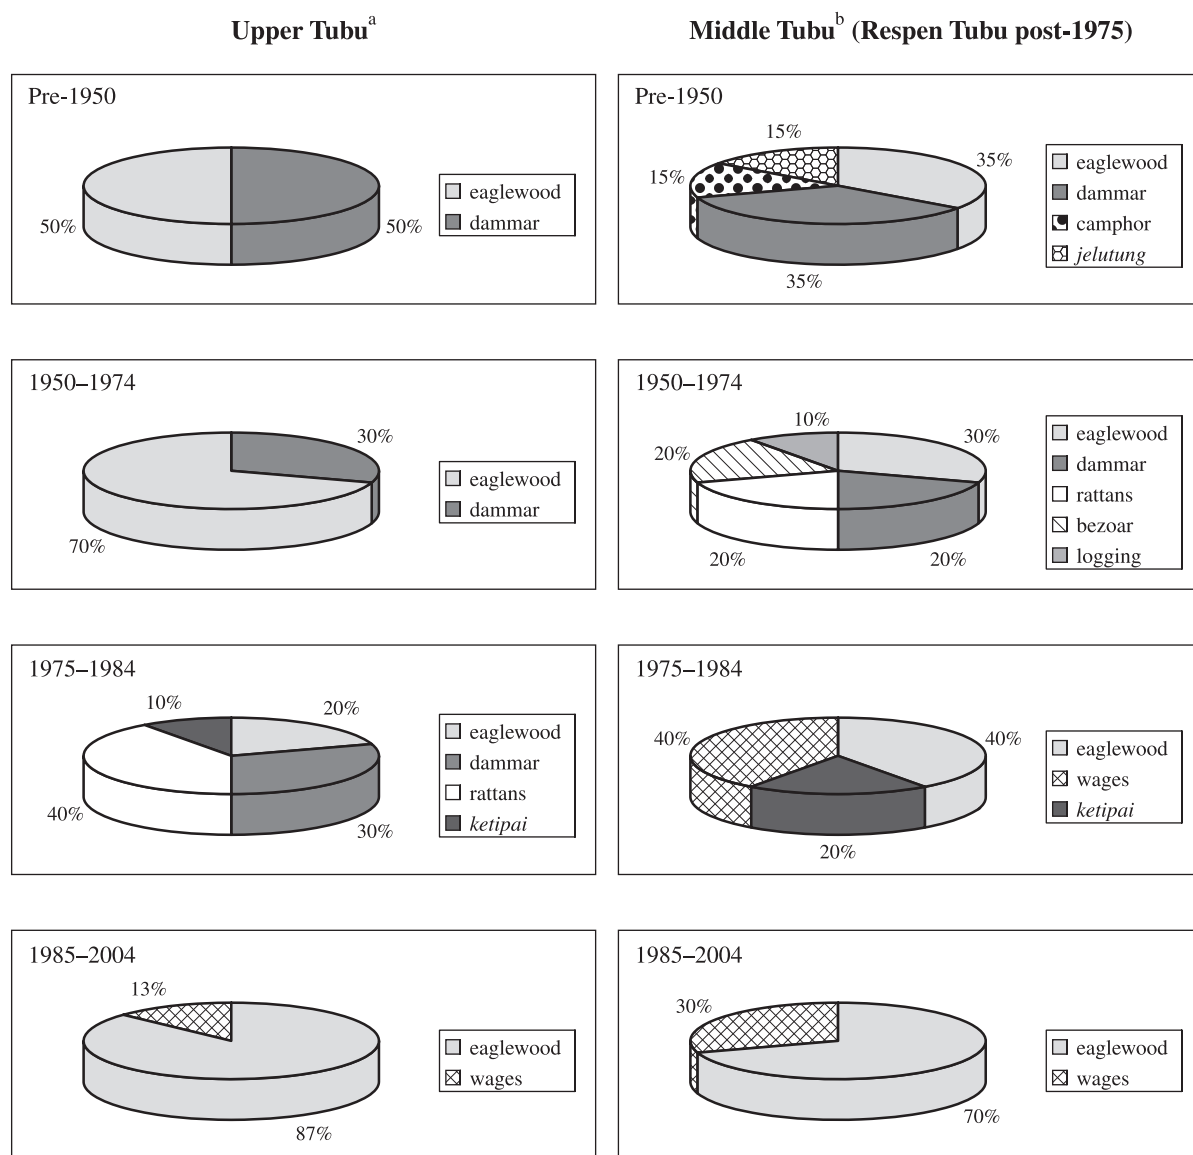 Upper Tubuᵃ
Middle Tubuᵇ (Respen Tubu post-1975)
Pre-1950
50%
50%
eaglewood
dammar
Pre-1950
15%
35%
15%
35%
eaglewood
dammar
camphor
jelutung
1950–1974
30%
70%
eaglewood
dammar
1950–1974
10%
30%
20%
20%
20%
eaglewood
dammar
rattans
bezoar
logging
1975–1984
10%
20%
40%
30%
eaglewood
dammar
rattans
ketipai
1975–1984
40%
40%
20%
eaglewood
wages
ketipai
1985–2004
13%
87%
eaglewood
wages
1985–2004
30%
70%
eaglewood
wages